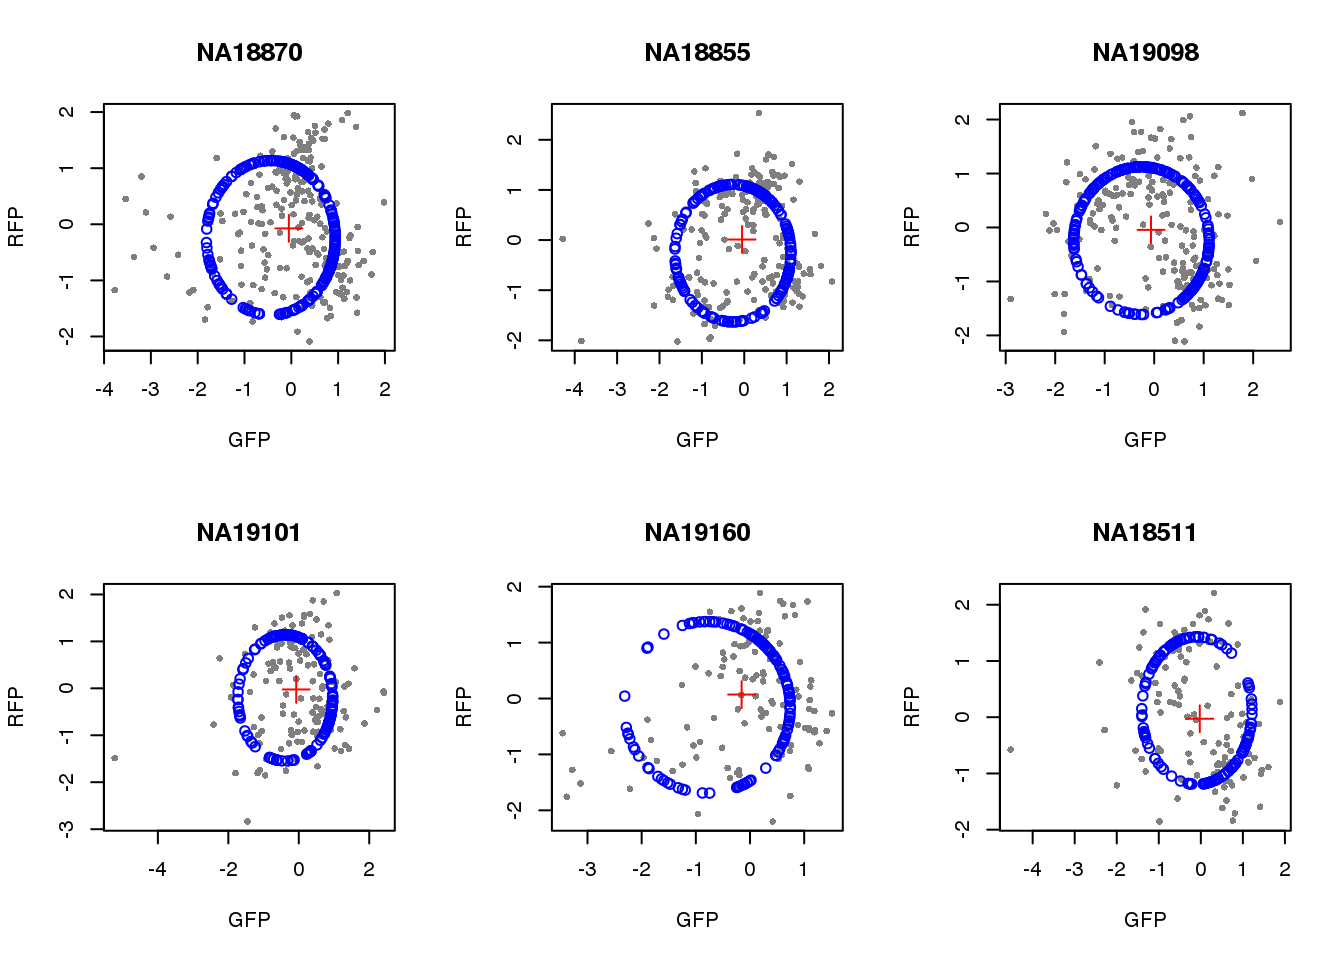 NA18870 NA18855 NA19098
RFP RFP RFP
2 1 0 -1 -2
2 1 0 -1 -2
2 1 0 -1 -2
-4 -3 -2 -1 0 1 2
-4 -3 -2 -1 0 1 2
-3 -2 -1 0 1 2
GFP GFP GFP
NA19101 NA19160 NA18511
RFP RFP RFP
2 1 0 -1 -2 -3
2 1 0 -1 -2
2 1 0 -1 -2
-4 -2 0 2
-3 -2 -1 0 1
-4 -3 -2 -1 0 1 2
GFP GFP GFP